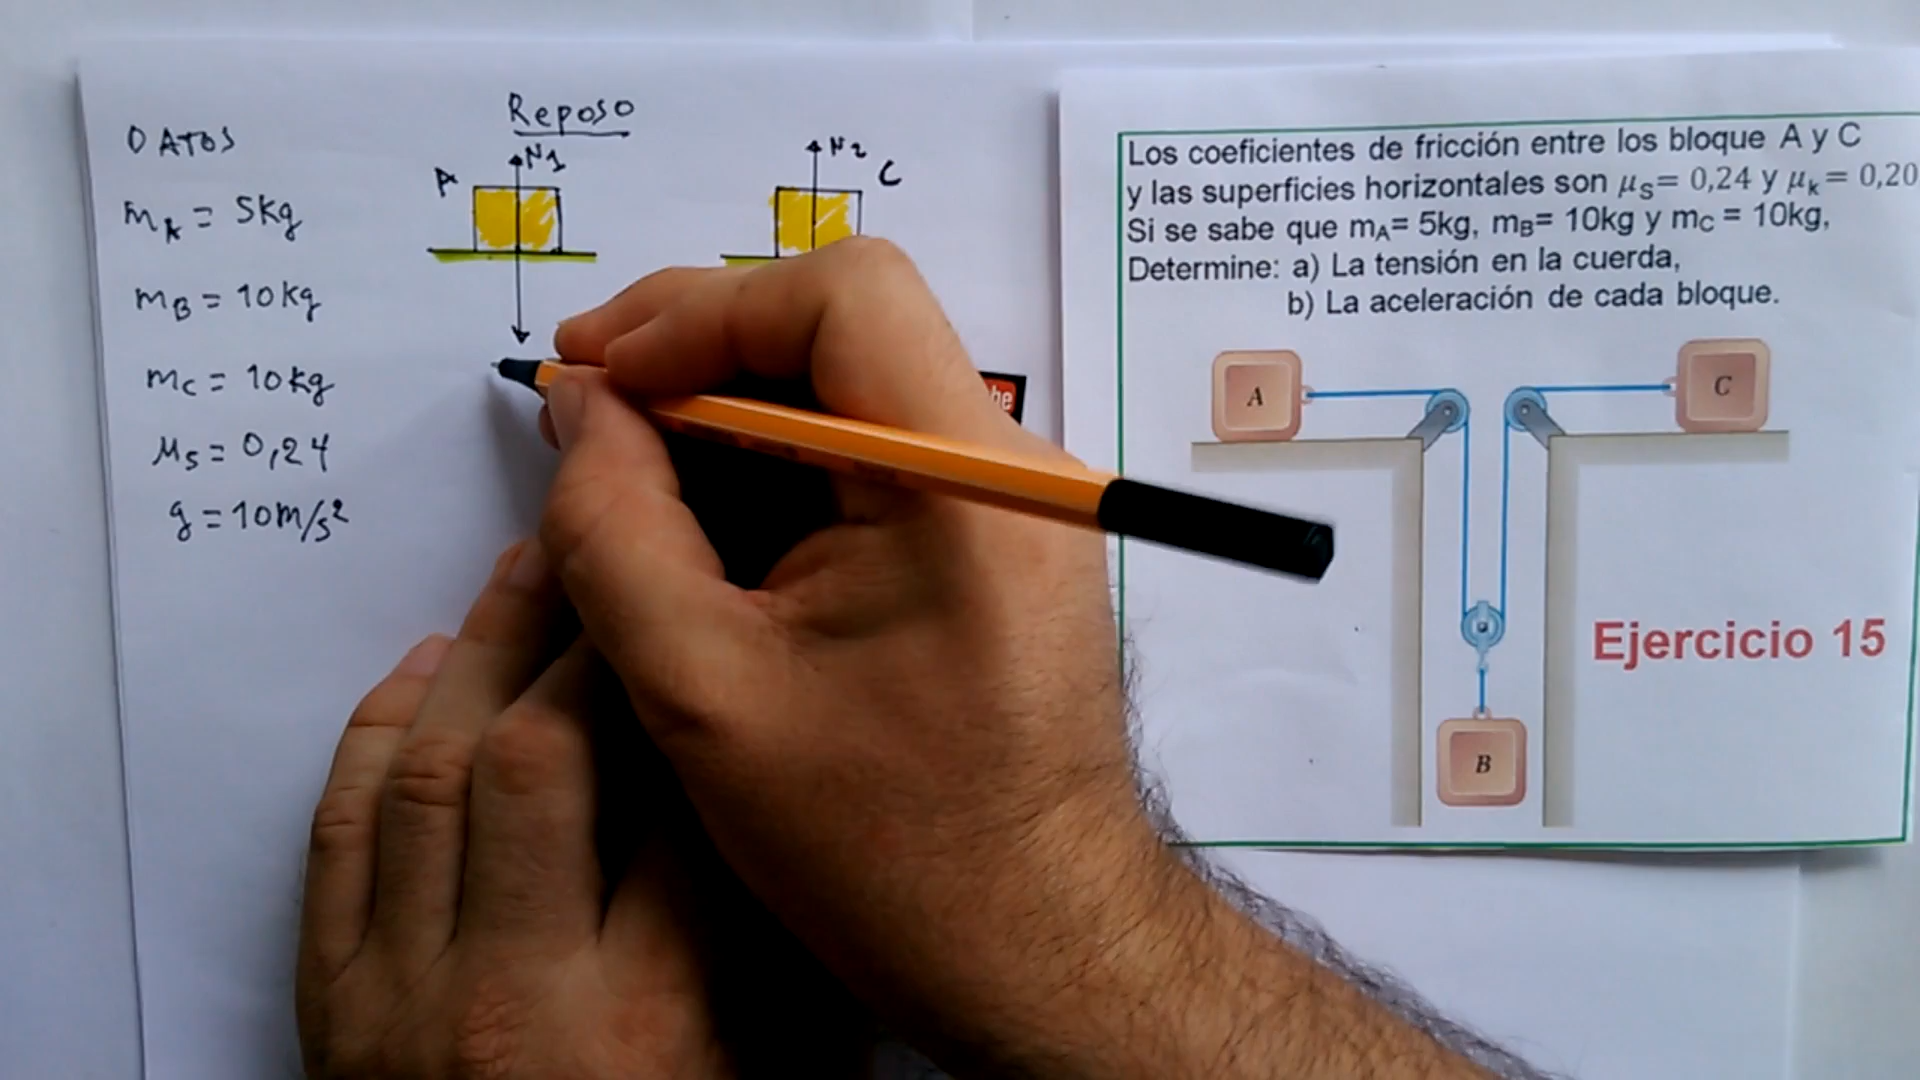 DATOS
mA = 5kg
mB = 10kg
mC = 10kg
μs = 0,24
g = 10m/s²
Reposo
A
N1
N2
C
Los coeficientes de fricción entre los bloque A y C
y las superficies horizontales son μs= 0,24 y μk= 0,20
Si se sabe que mA= 5kg, mB= 10kg y mC = 10kg,
Determine: a) La tensión en la cuerda,
b) La aceleración de cada bloque.
A
C
B
Ejercicio 15